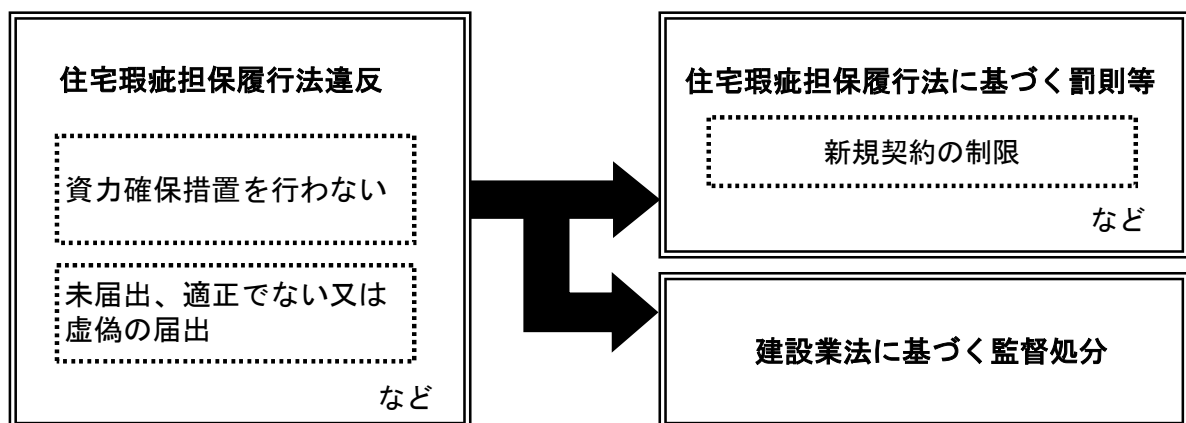 住宅瑕疵担保履行法違反
資力確保措置を行わない
未届出、適正でない又は
虚偽の届出
など
住宅瑕疵担保履行法に基づく罰則等
新規契約の制限
など
建設業法に基づく監督処分